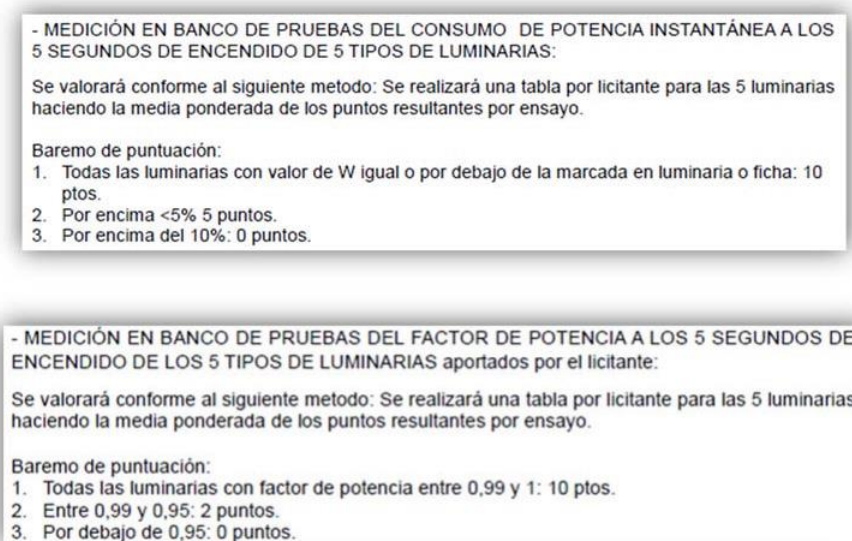 - MEDICIÓN EN BANCO DE PRUEBAS DEL CONSUMO DE POTENCIA INSTANTÁNEA A LOS
5 SEGUNDOS DE ENCENDIDO DE 5 TIPOS DE LUMINARIAS:
Se valorará conforme al siguiente metodo: Se realizará una tabla por licitante para las 5 luminarias
haciendo la media ponderada de los puntos resultantes por ensayo.
Baremo de puntuación:
1. Todas las luminarias con valor de W igual o por debajo de la marcada en luminaria o ficha: 10
ptos.
2. Por encima <5% 5 puntos.
3. Por encima del 10%: 0 puntos.
- MEDICIÓN EN BANCO DE PRUEBAS DEL FACTOR DE POTENCIA A LOS 5 SEGUNDOS DE
ENCENDIDO DE LOS 5 TIPOS DE LUMINARIAS aportados por el licitante:
Se valorará conforme al siguiente metodo: Se realizará una tabla por licitante para las 5 luminarias
haciendo la media ponderada de los puntos resultantes por ensayo.
Baremo de puntuación:
1. Todas las luminarias con factor de potencia entre 0,99 y 1: 10 ptos.
2. Entre 0,99 y 0,95: 2 puntos.
3. Por debajo de 0,95: 0 puntos.